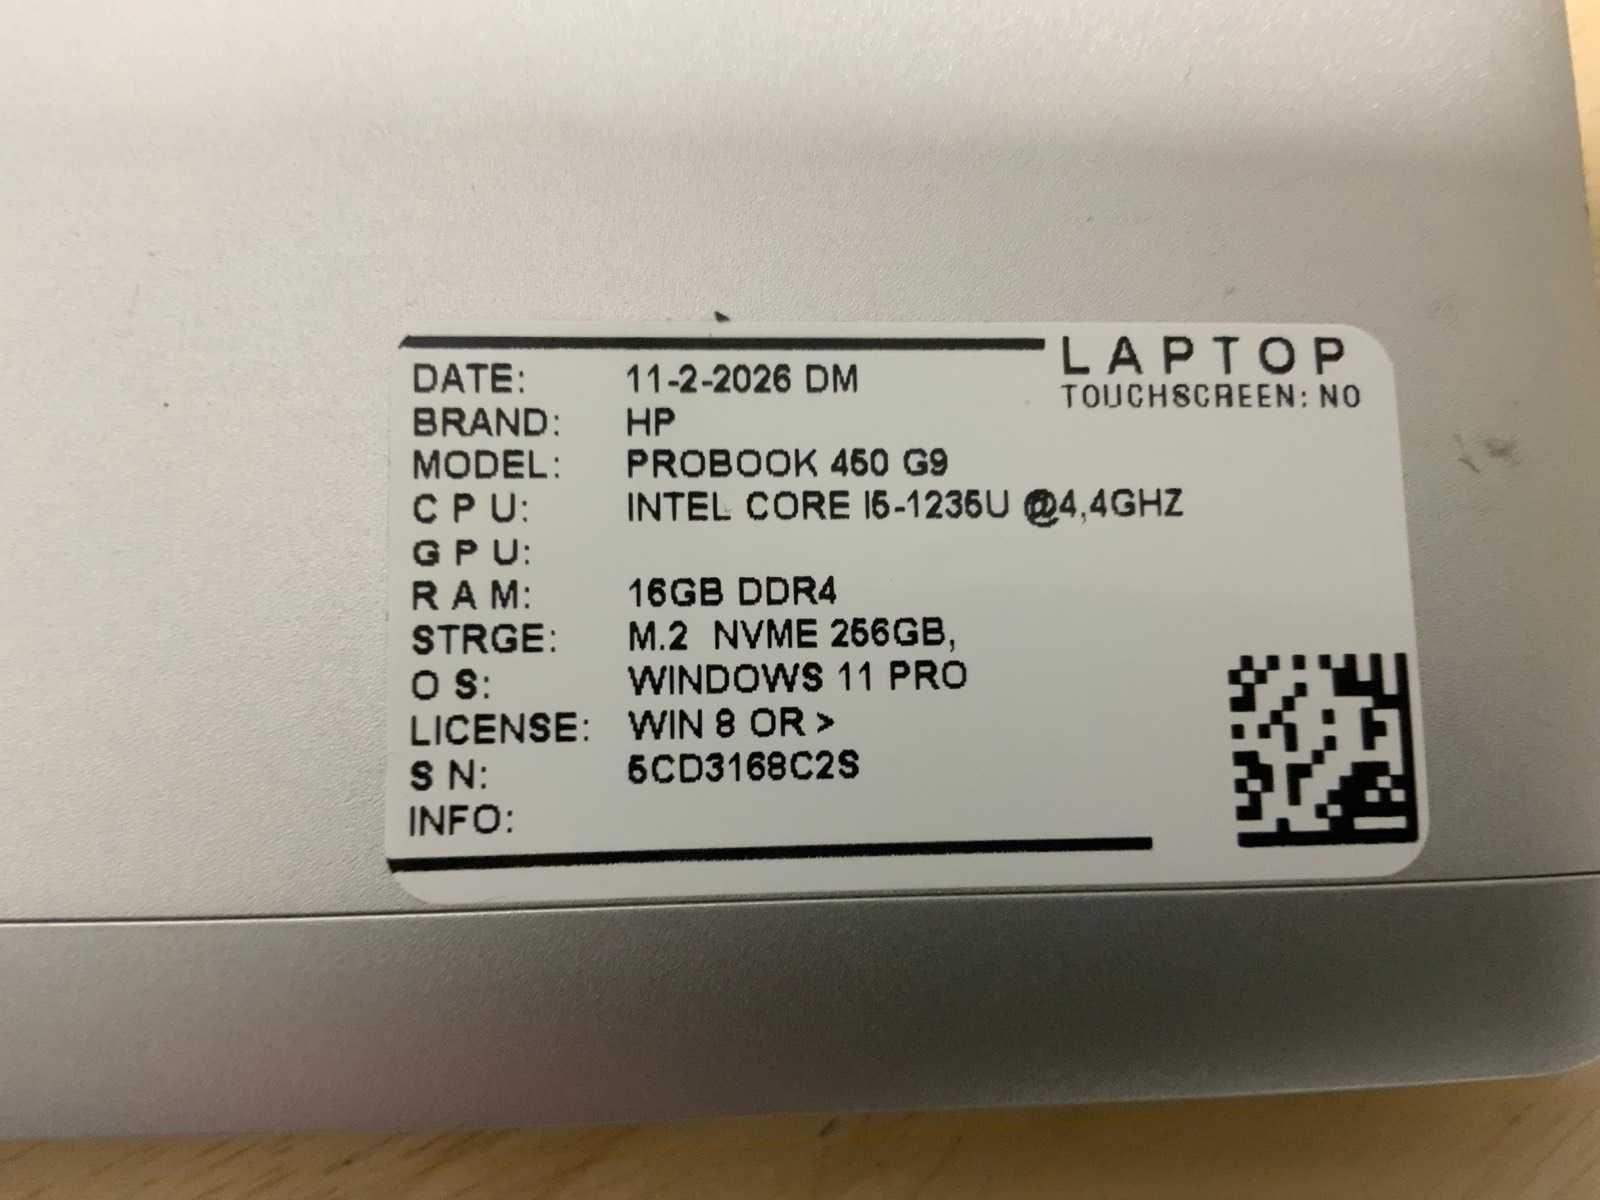 LAPTOP
TOUCHSCREEN: NO
DATE: 11-2-2026 DM
BRAND: HP
MODEL: PROBOOK 450 G9
C P U: INTEL CORE I5-1235U @4,4GHZ
G P U:
R A M: 16GB DDR4
STRGE: M.2 NVME 256GB,
O S: WINDOWS 11 PRO
LICENSE: WIN 8 OR >
S N: 5CD3168C2S
INFO: